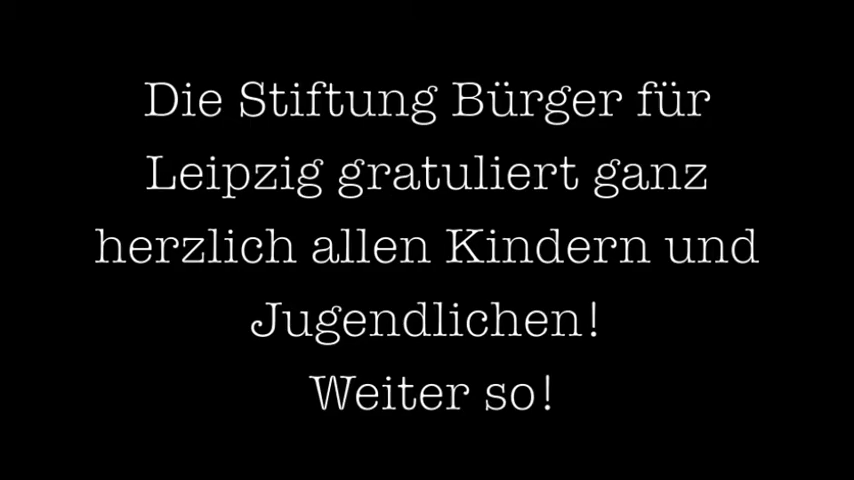 Die Stiftung Bürger für
Leipzig gratuliert ganz
herzlich allen Kindern und
Jugendlichen!
Weiter so!